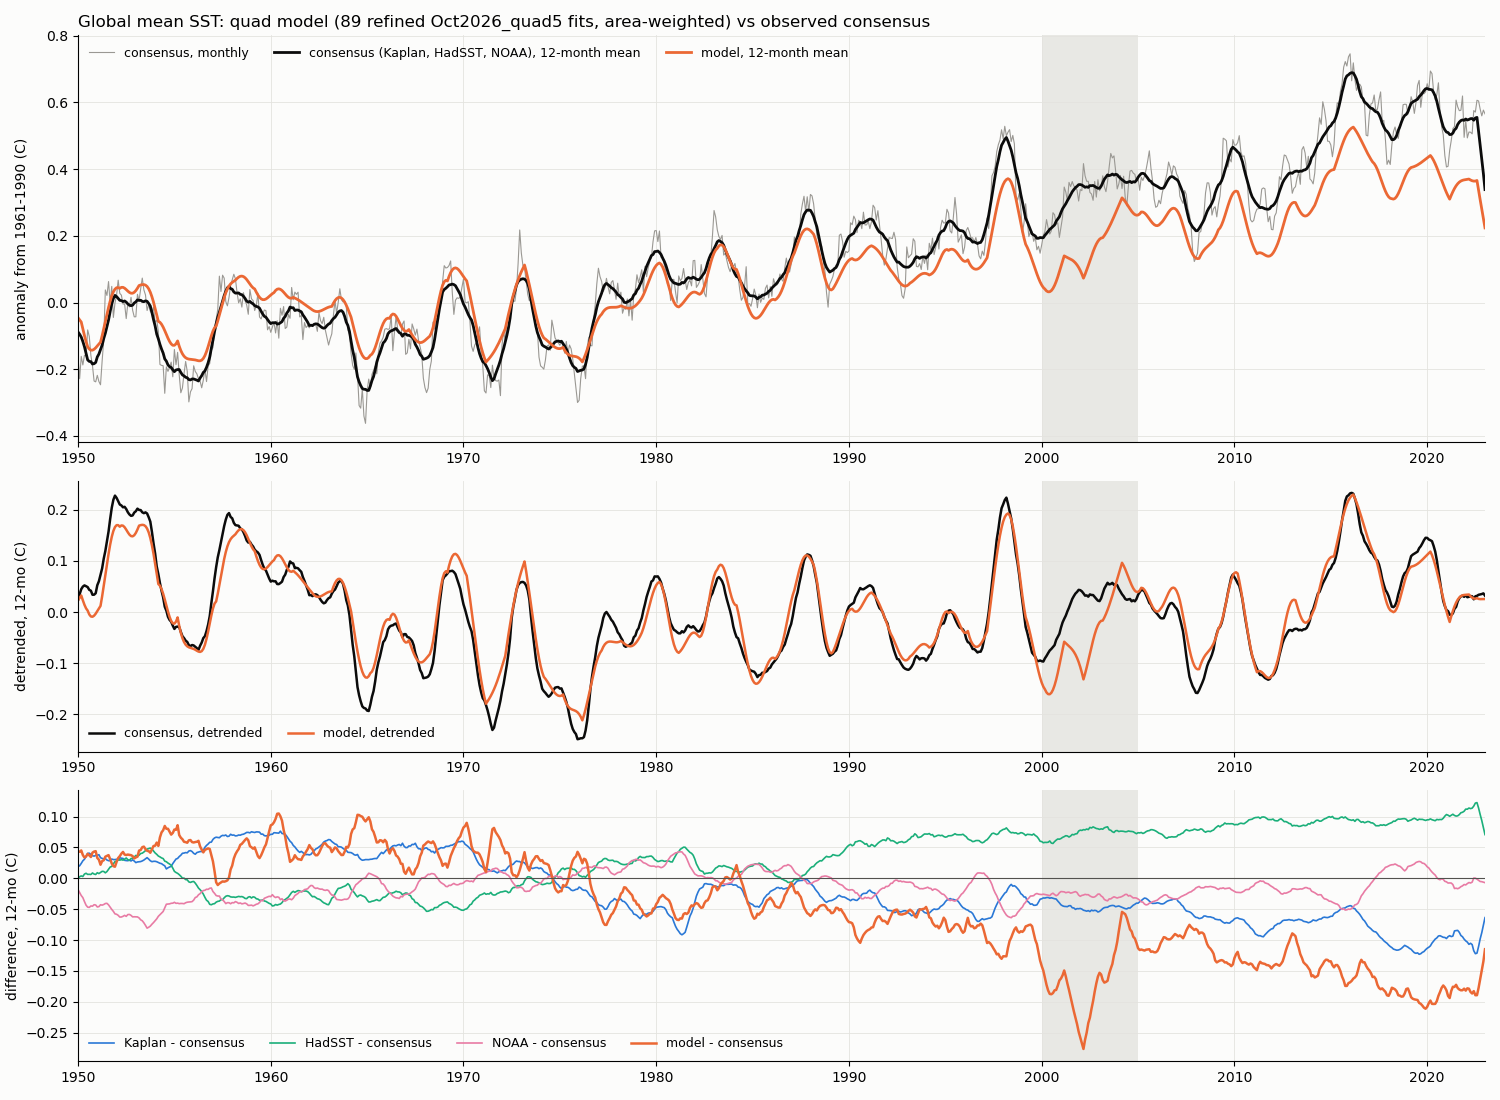 Global mean SST: quad model (89 refined Oct2026_quad5 fits, area-weighted) vs observed consensus
consensus, monthly
consensus (Kaplan, HadSST, NOAA), 12-month mean
model, 12-month mean
anomaly from 1961-1990 (C)
0.8
0.6
0.4
0.2
0.0
−0.2
−0.4
1950 1960 1970 1980 1990 2000 2010 2020
detrended, 12-mo (C)
0.2
0.1
0.0
−0.1
−0.2
consensus, detrended
model, detrended
1950 1960 1970 1980 1990 2000 2010 2020
difference, 12-mo (C)
0.10
0.05
0.00
−0.05
−0.10
−0.15
−0.20
−0.25
Kaplan - consensus
HadSST - consensus
NOAA - consensus
model - consensus
1950 1960 1970 1980 1990 2000 2010 2020